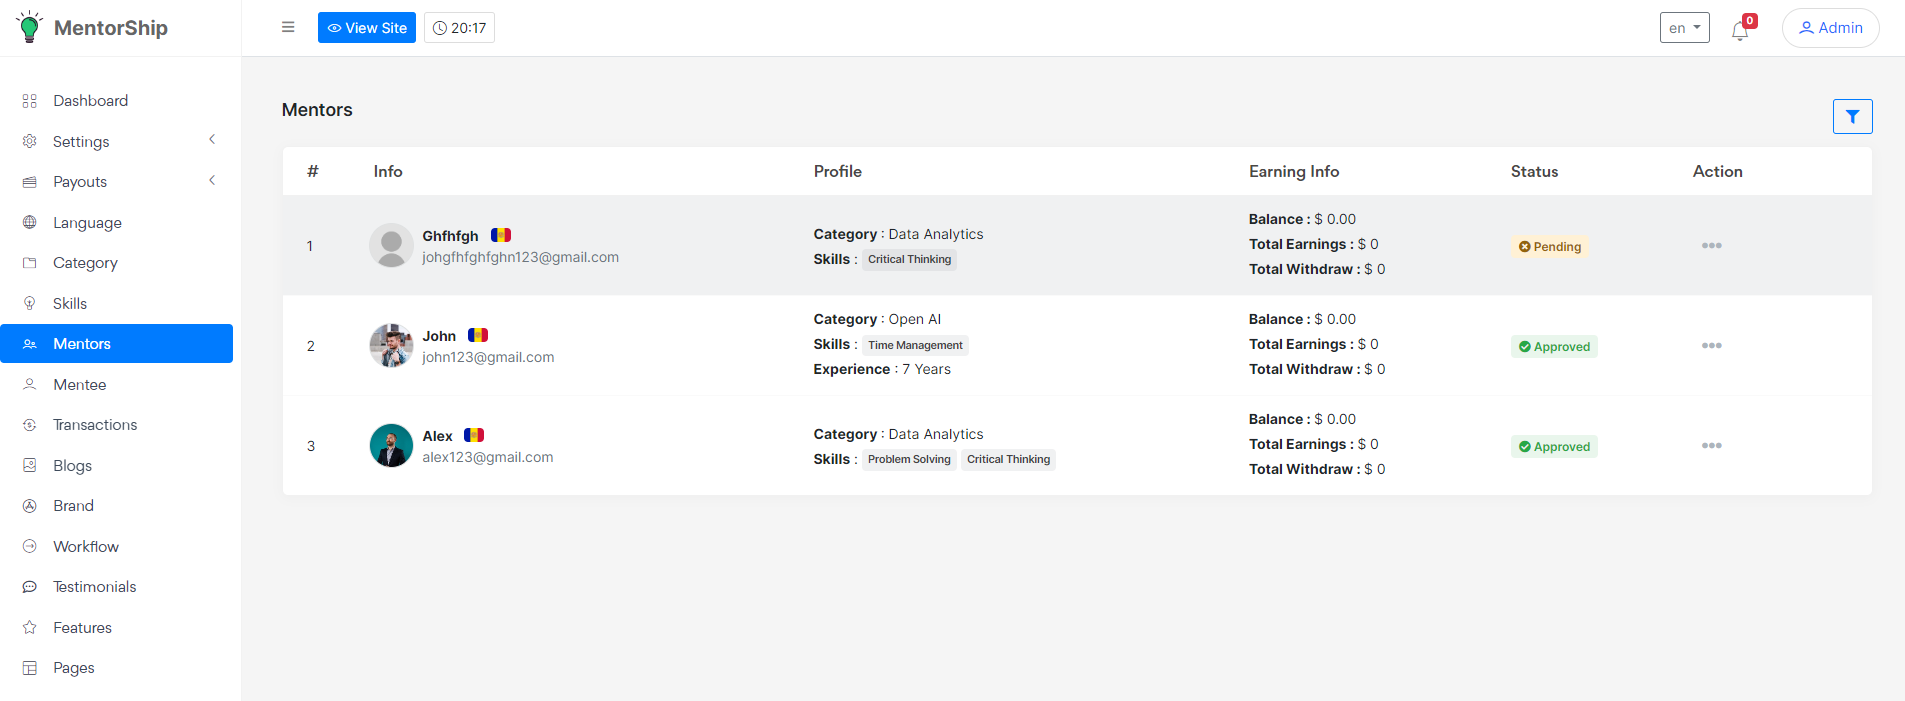 MentorShip
View Site
20:17
en
0
Admin
Dashboard
Settings
Payouts
Language
Category
Skills
Mentors
Mentee
Transactions
Blogs
Brand
Workflow
Testimonials
Features
Pages
Mentors
# Info Profile Earning Info Status Action
1
Ghfhfgh
johgfhfghfghn123@gmail.com
Category : Data Analytics
Skills : Critical Thinking
Balance : $ 0.00
Total Earnings : $ 0
Total Withdraw : $ 0
Pending
2
John
john123@gmail.com
Category : Open AI
Skills : Time Management
Experience : 7 Years
Balance : $ 0.00
Total Earnings : $ 0
Total Withdraw : $ 0
Approved
3
Alex
alex123@gmail.com
Category : Data Analytics
Skills : Problem Solving Critical Thinking
Balance : $ 0.00
Total Earnings : $ 0
Total Withdraw : $ 0
Approved